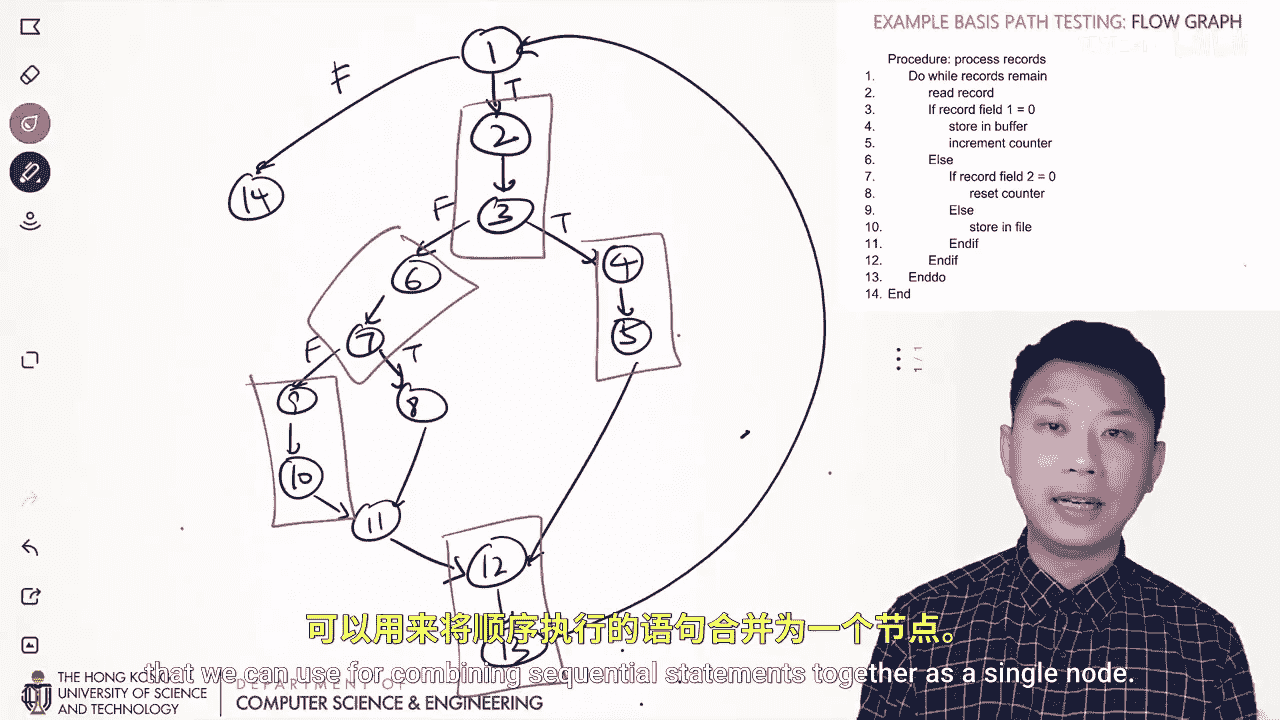 EXAMPLE BASIS PATH TESTING: FLOW GRAPH
Procedure: process records
1. Do while records remain
2. read record
3. If record field 1 = 0
4. store in buffer
5. increment counter
6. Else
7. If record field 2 = 0
8. reset counter
9. Else
10. store in file
11. Endif
12. Endif
13. Enddo
14. End
1
F
T
2
14
3
F
T
6
4
7
5
F
T
9
8
10
11
12
13
1 / 1
可以用来将顺序执行的语句合并为一个节点。
that we can use for combining sequential statements together as a single node.
THE HONG KONG
UNIVERSITY OF SCIENCE
AND TECHNOLOGY
DEPARTMENT OF
COMPUTER SCIENCE & ENGINEERING